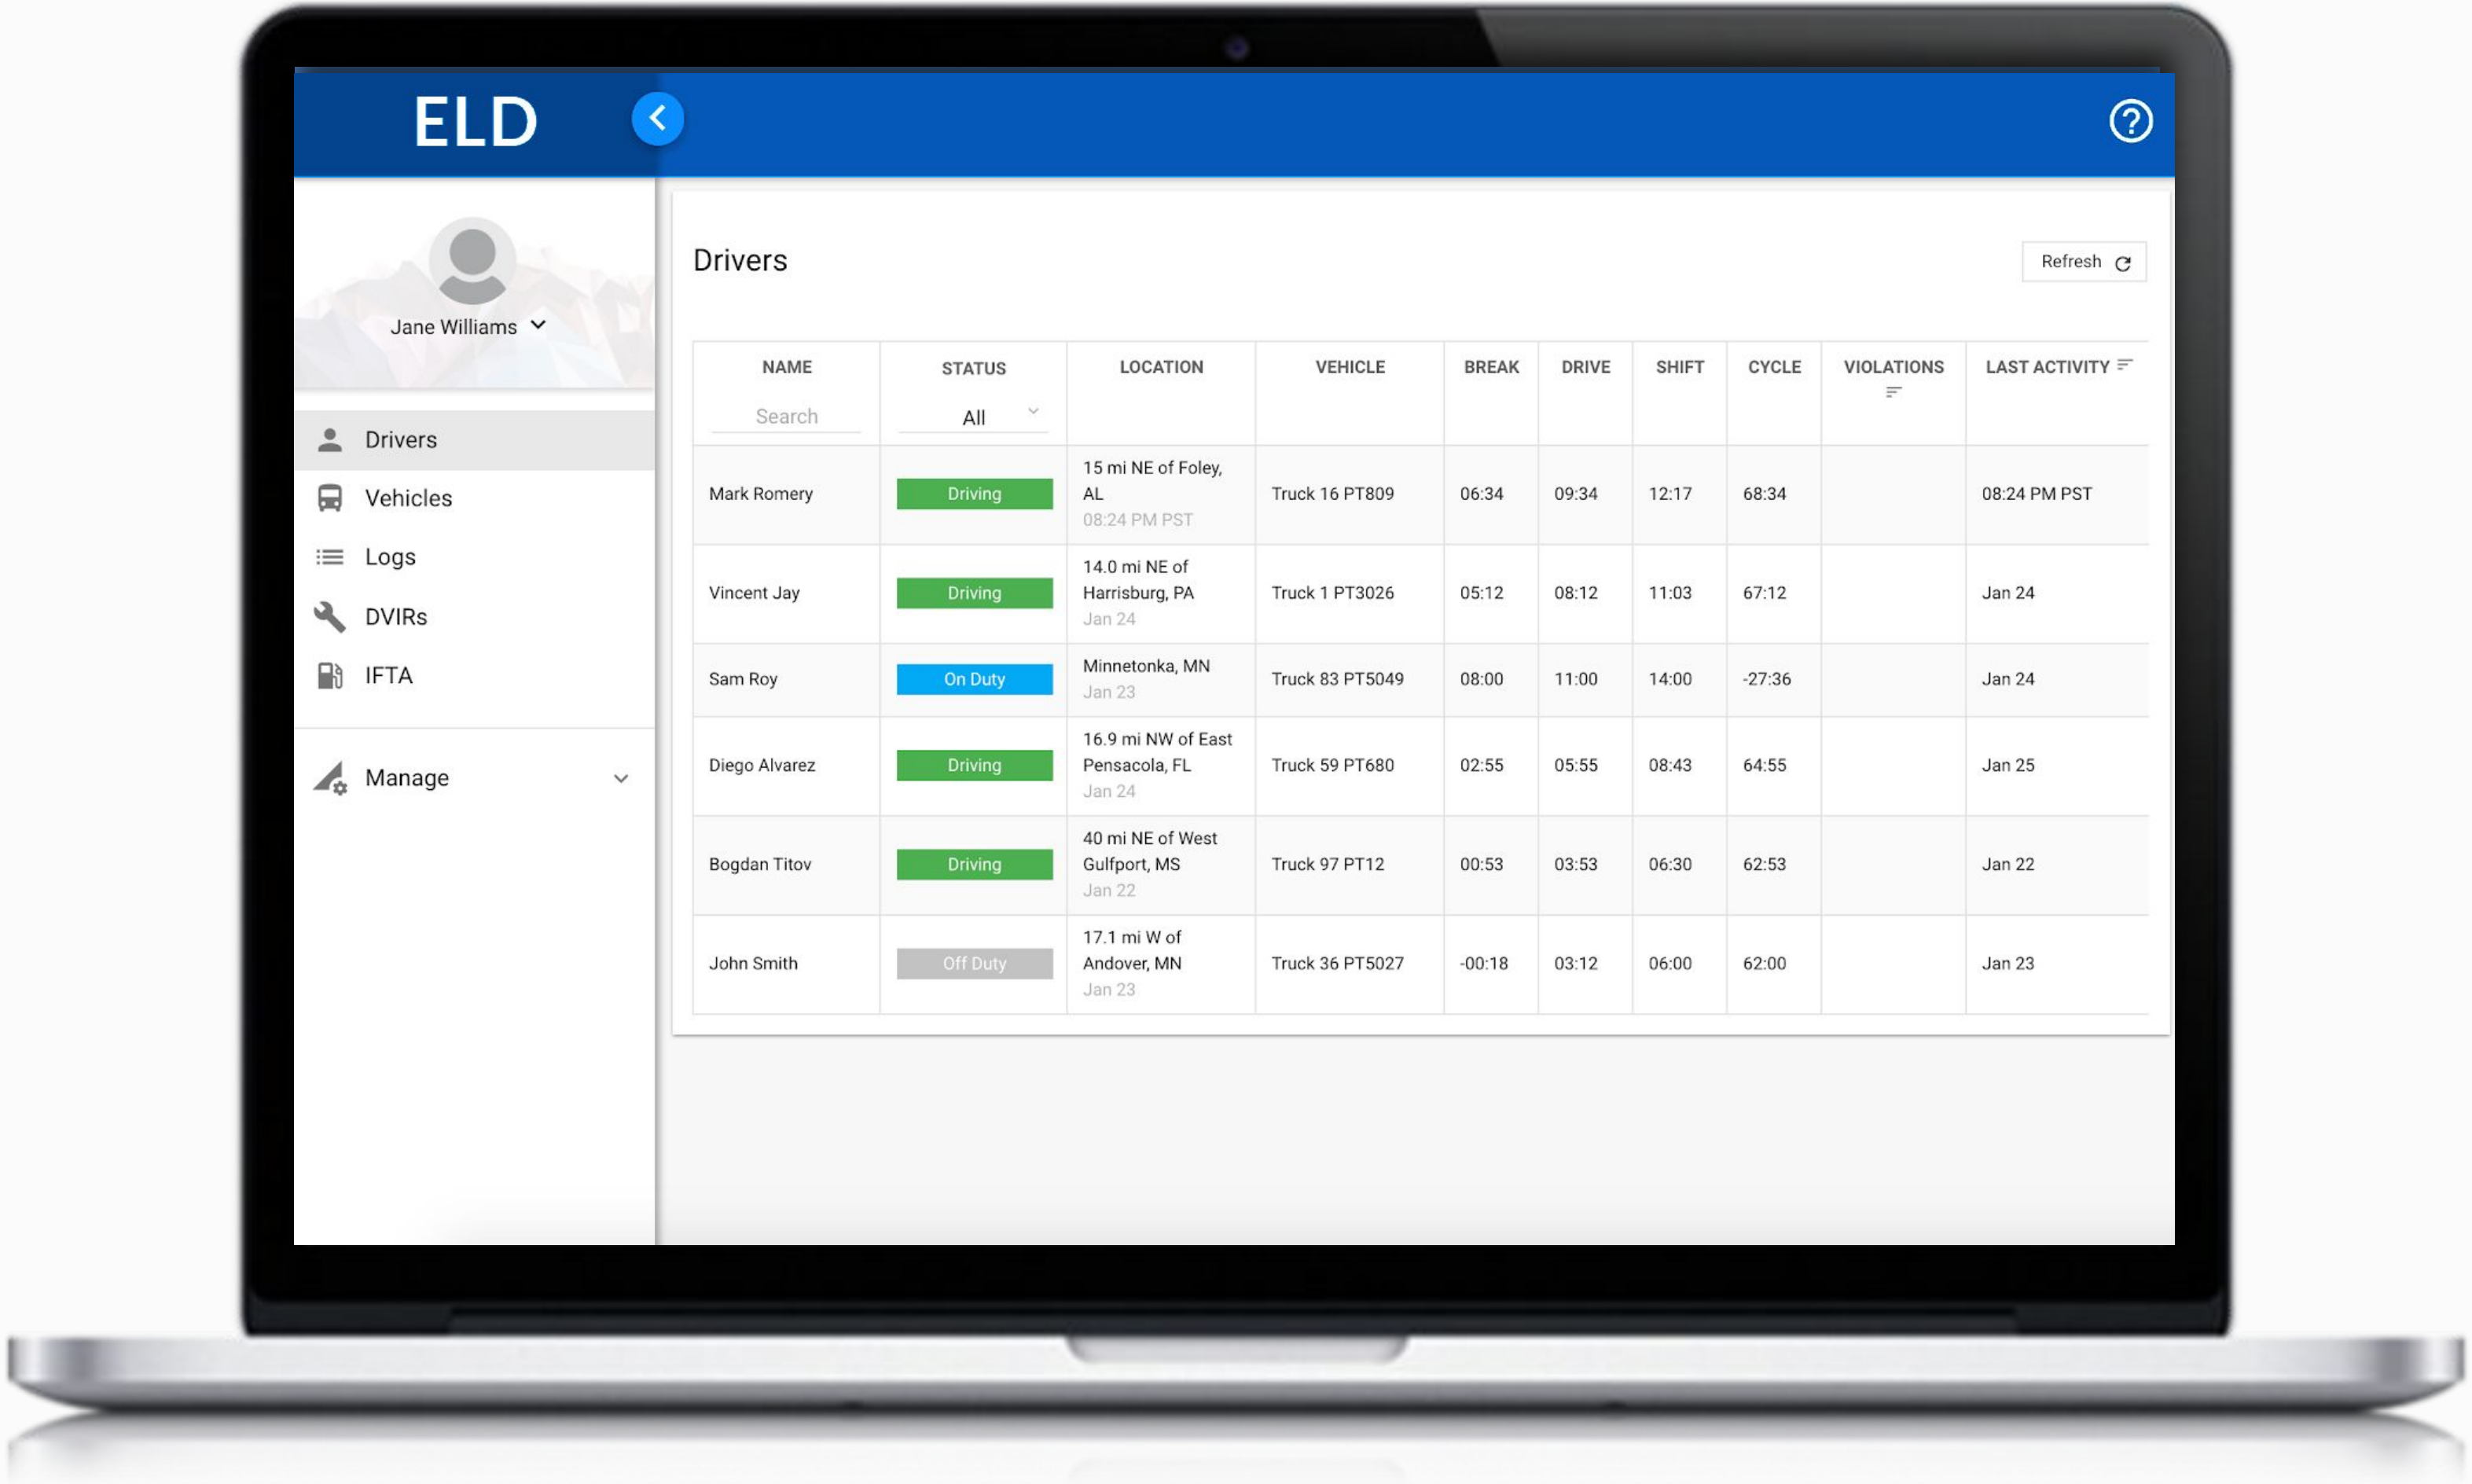 ELD
Jane Williams
Drivers
Vehicles
Logs
DVIRs
IFTA
Manage
Drivers
Refresh
NAME STATUS LOCATION VEHICLE BREAK DRIVE SHIFT CYCLE VIOLATIONS LAST ACTIVITY
Search All
15 mi NE of Foley,
Mark Romery Driving AL Truck 16 PT809 06:34 09:34 12:17 68:34 08:24 PM PST
08:24 PM PST
14.0 mi NE of
Vincent Jay Driving Harrisburg, PA Truck 1 PT3026 05:12 08:12 11:03 67:12 Jan 24
Jan 24
Minnetonka, MN
Sam Roy On Duty Truck 83 PT5049 08:00 11:00 14:00 -27:36 Jan 24
Jan 23
16.9 mi NW of East
Diego Alvarez Driving Pensacola, FL Truck 59 PT680 02:55 05:55 08:43 64:55 Jan 25
Jan 24
40 mi NE of West
Bogdan Titov Driving Gulfport, MS Truck 97 PT12 00:53 03:53 06:30 62:53 Jan 22
Jan 22
17.1 mi W of
John Smith Off Duty Andover, MN Truck 36 PT5027 -00:18 03:12 06:00 62:00 Jan 23
Jan 23